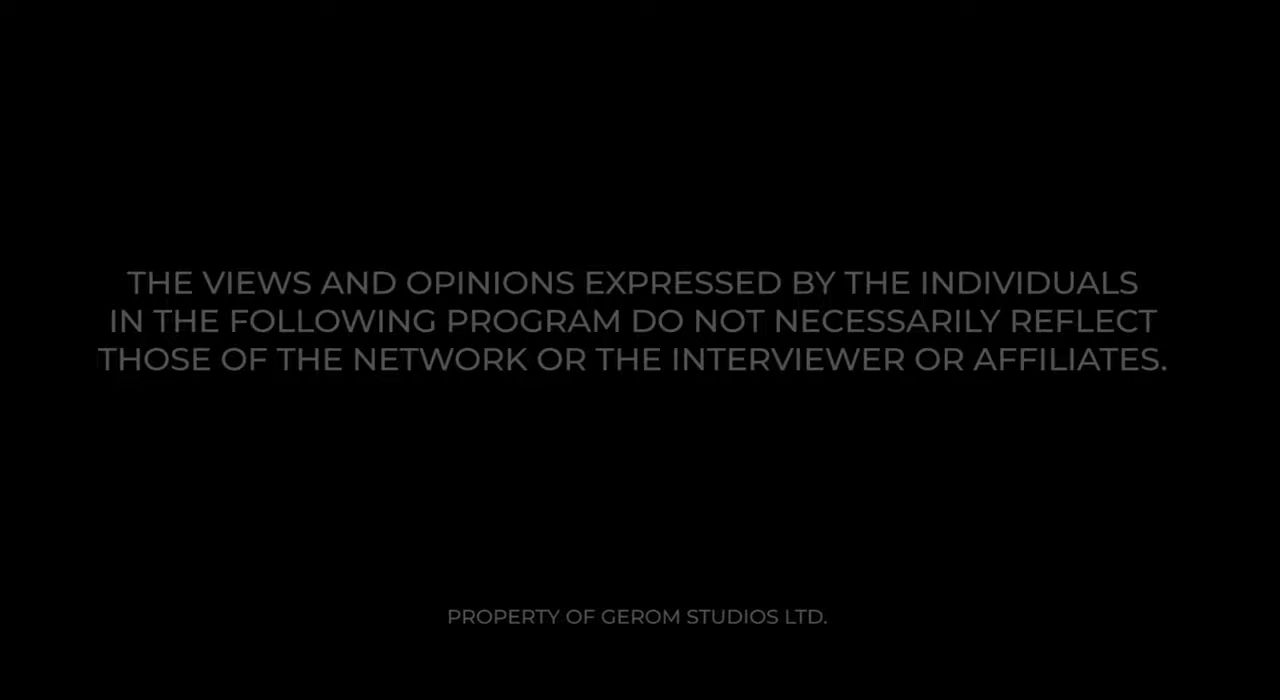 THE VIEWS AND OPINIONS EXPRESSED BY THE INDIVIDUALS
IN THE FOLLOWING PROGRAM DO NOT NECESSARILY REFLECT
THOSE OF THE NETWORK OR THE INTERVIEWER OR AFFILIATES.
PROPERTY OF GEROM STUDIOS LTD.